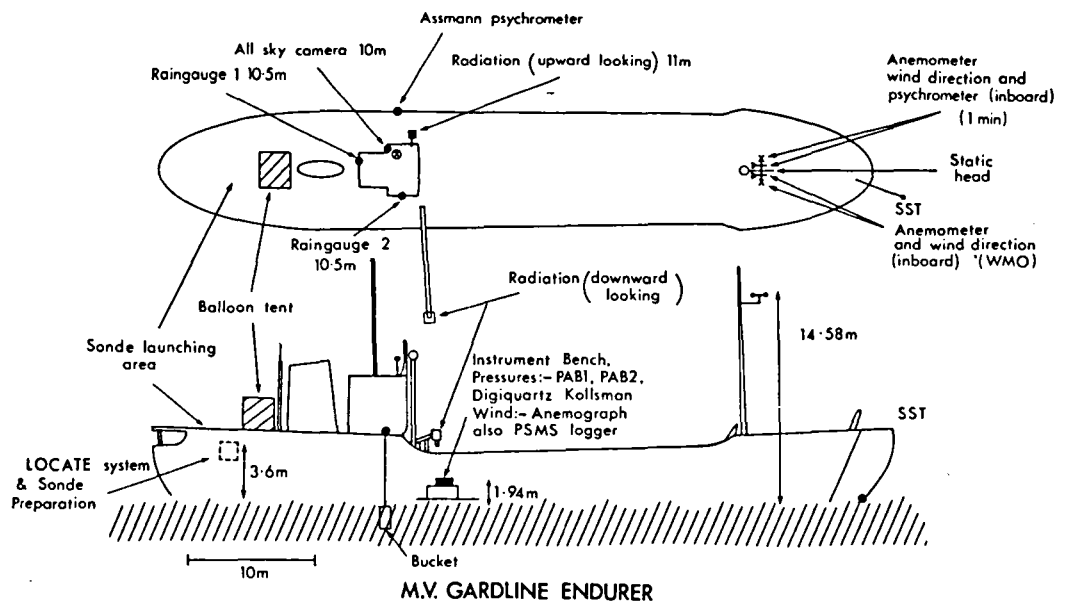 Assmann psychrometer
All sky camera 10m
Raingauge 1 10·5m
Radiation (upward looking) 11m
Anemometer
wind direction and
psychrometer (inboard)
(1 min)
Static
head
SST
Anemometer
and wind direction
(inboard) '(WMO)
Raingauge 2
10·5m
Balloon tent
Sonde launching
area
Radiation (downward
looking)
14·58m
Instrument Bench,
Pressures:- PAB1, PAB2,
Digiquartz Kollsman
Wind:- Anemograph
also PSMS logger
SST
LOCATE system
& Sonde
Preparation
3·6m
1·94m
Bucket
10m
M.V. GARDLINE ENDURER